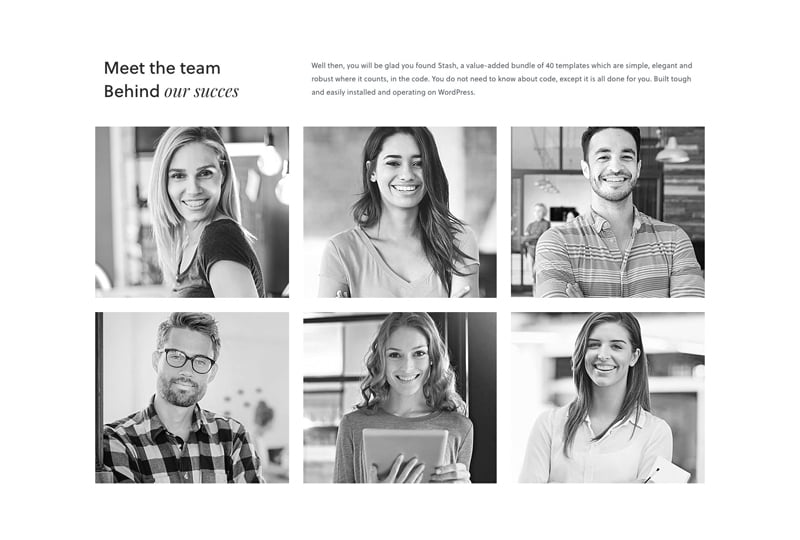 Meet the team
Behind our succes
Well then, you will be glad you found Stash, a value-added bundle of 40 templates which are simple, elegant and
robust where it counts, in the code. You do not need to know about code, except it is all done for you. Built tough
and easily installed and operating on WordPress.